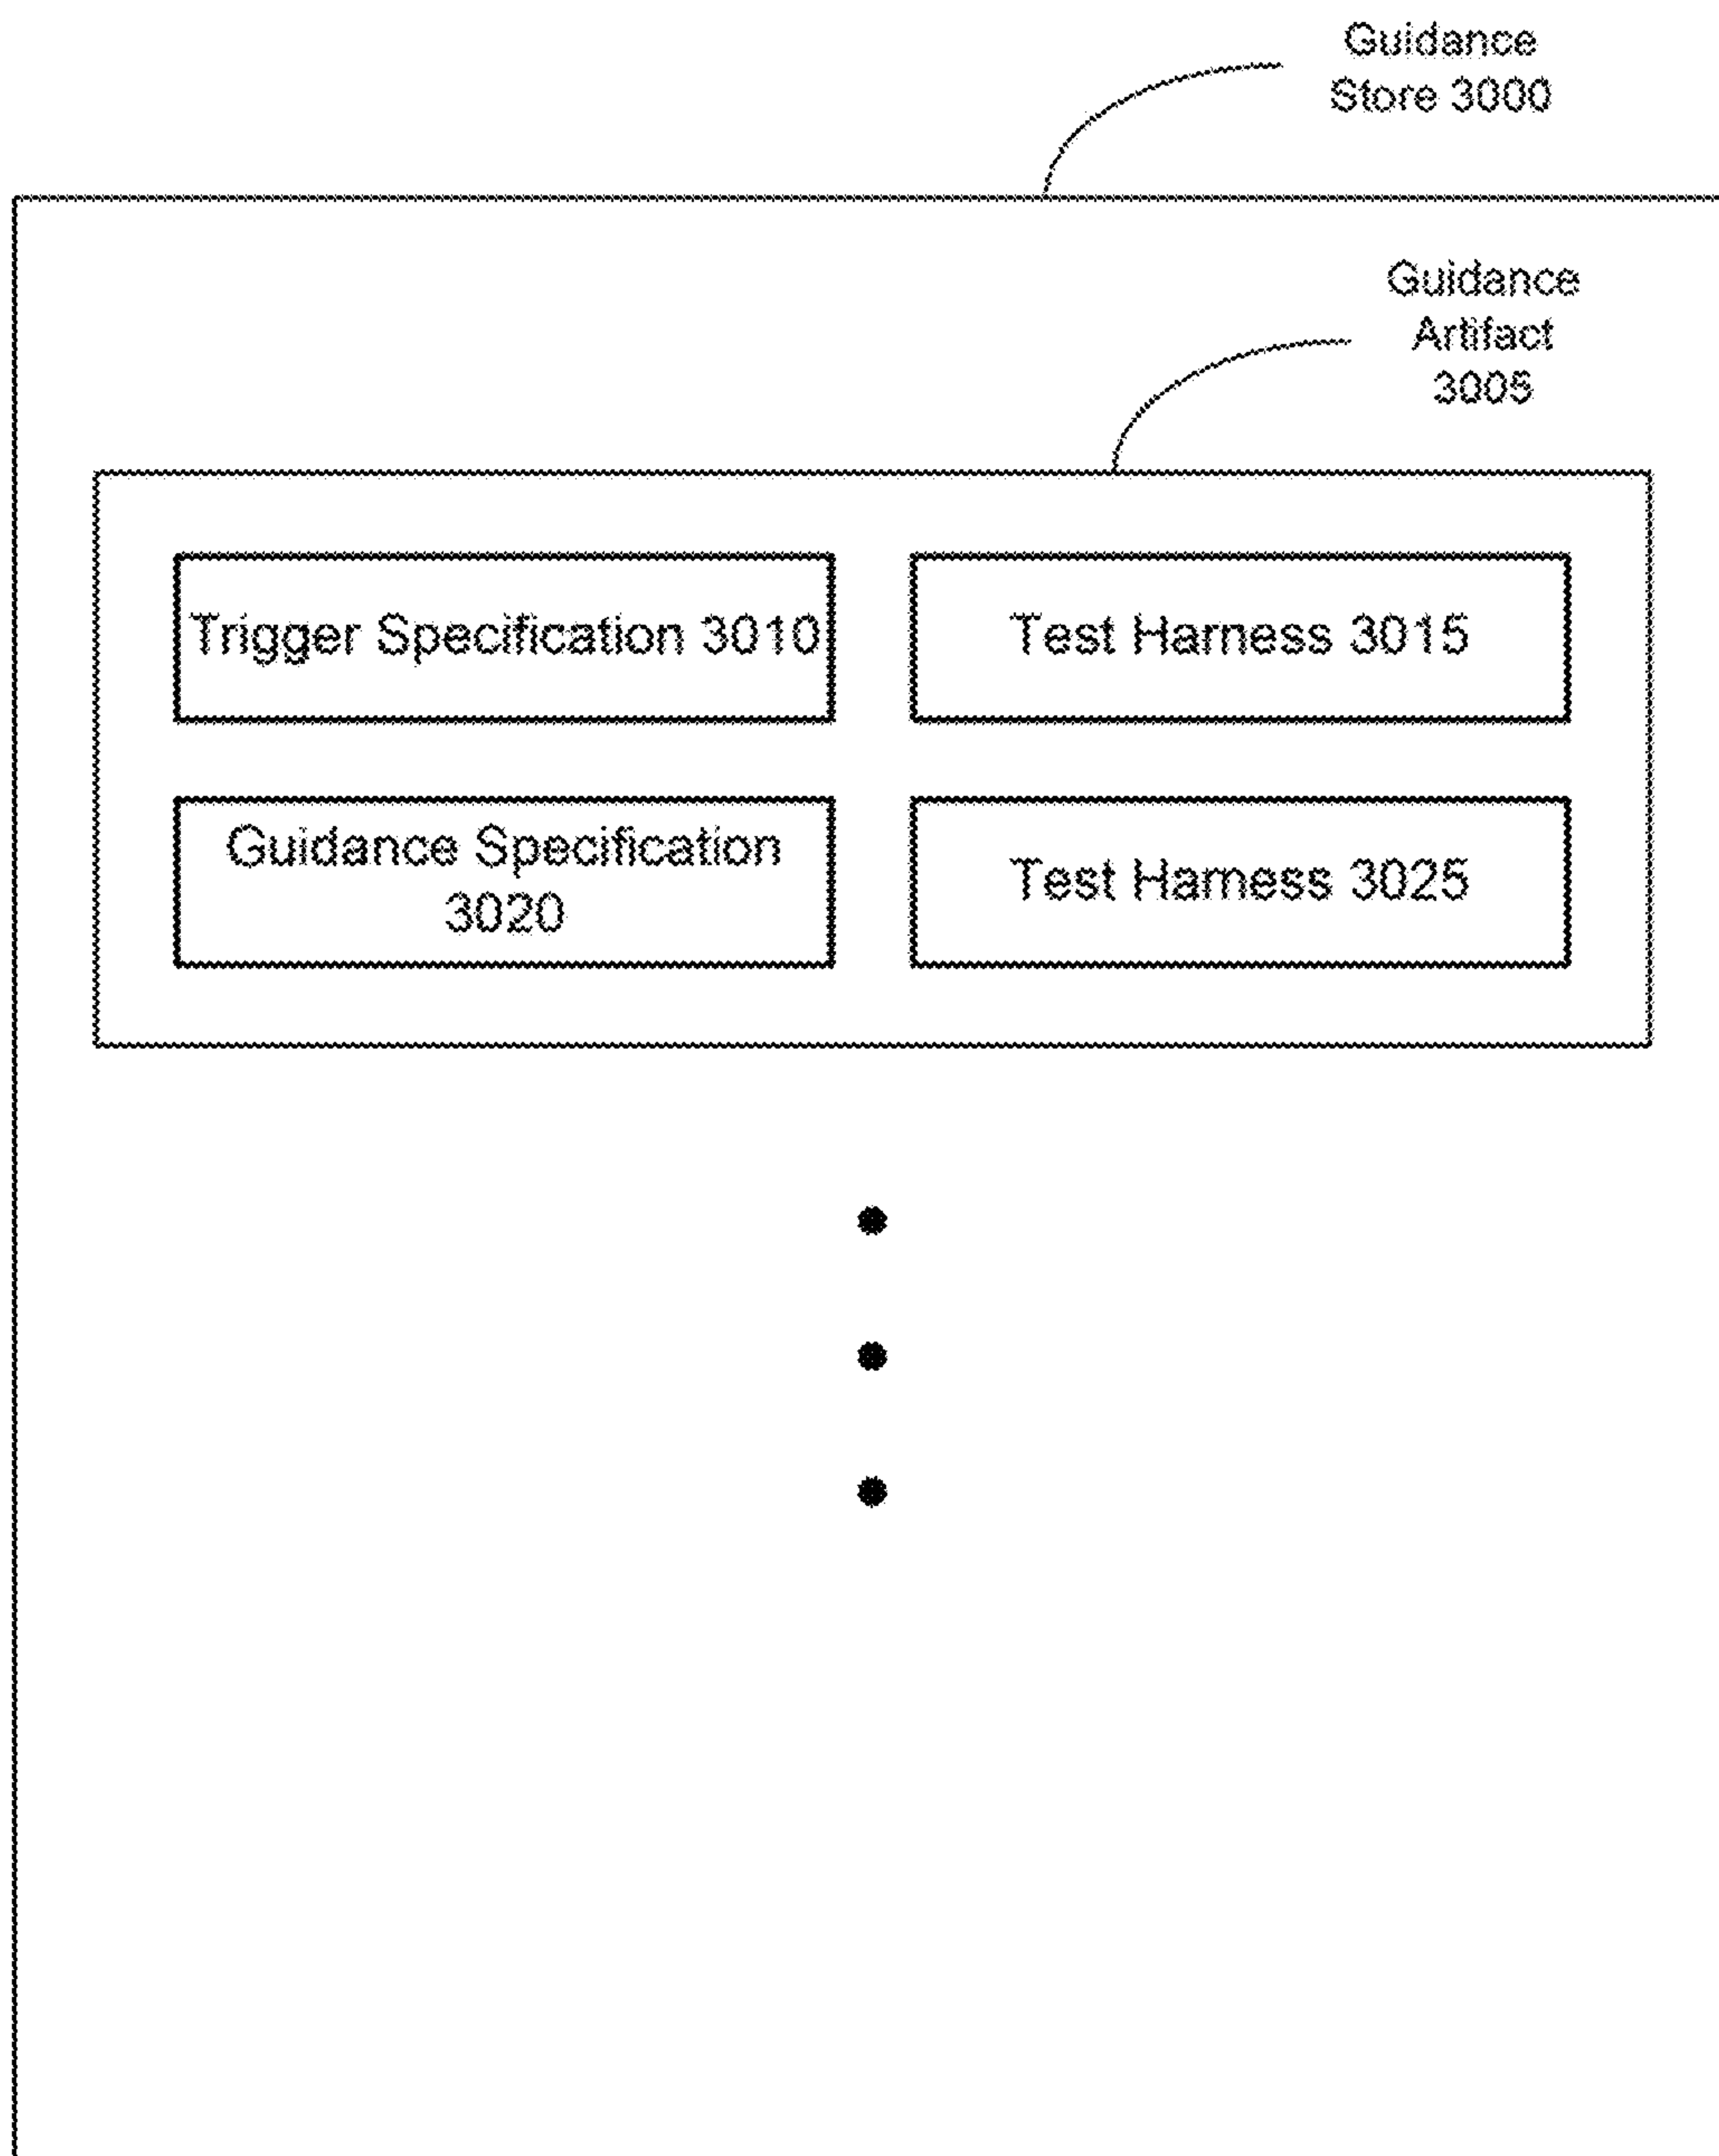 Guidance
Store 3000
Guidance
Artifact
3005
Trigger Specification 3010
Test Harness 3015
Guidance Specification
3020
Test Harness 3025